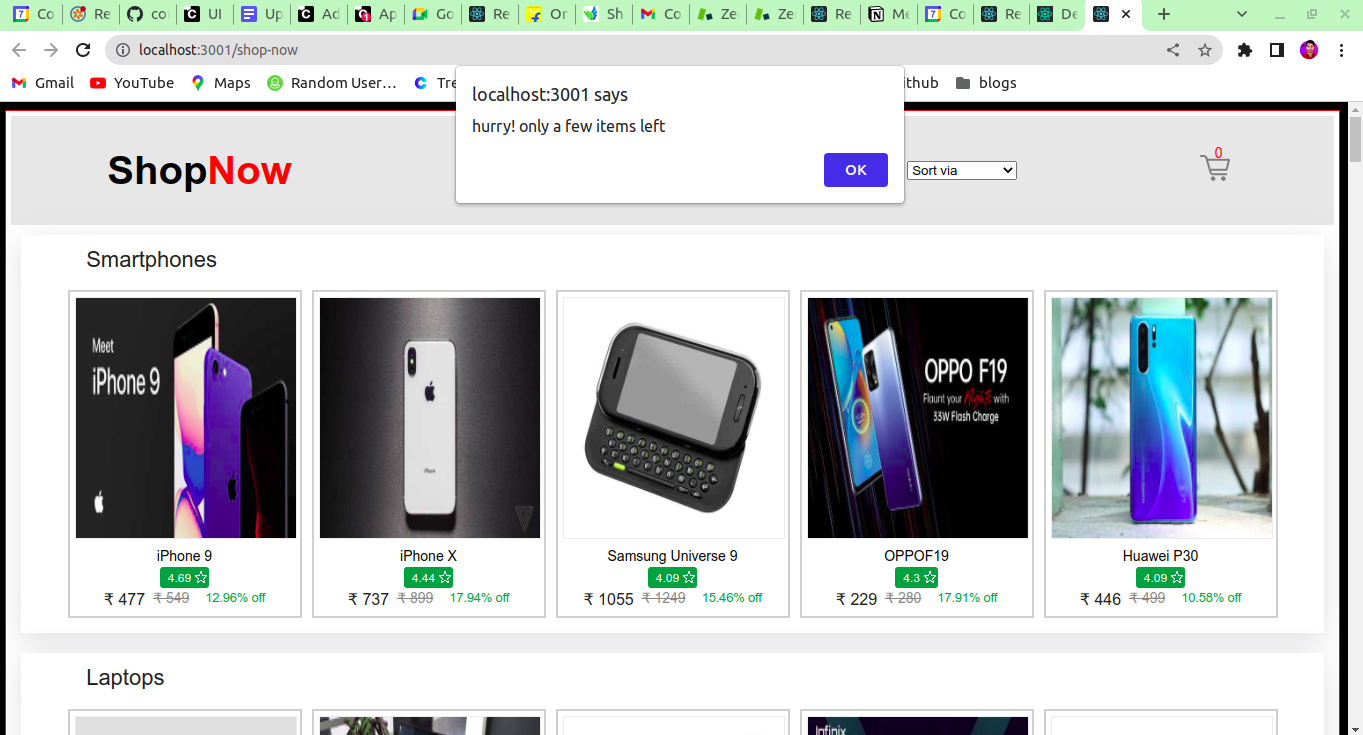 7 Co Re co UI Up Ad Ap Go Re Or Sh Co Ze Ze Re Me 7 Co Re De
localhost:3001/shop-now
Gmail YouTube Maps Random User… Tre ithub blogs
localhost:3001 says
hurry! only a few items left
OK
ShopNow
Sort via
0
Smartphones
Meet
iPhone 9
OPPO F19
Flaunt your Nights with
33W Flash Charge
iPhone 9 iPhone X Samsung Universe 9 OPPOF19 Huawei P30
4.69 4.44 4.09 4.3 4.09
₹ 477 ₹ 549 12.96% off ₹ 737 ₹ 899 17.94% off ₹ 1055 ₹ 1249 15.46% off ₹ 229 ₹ 280 17.91% off ₹ 446 ₹ 499 10.58% off
Laptops
Infinix